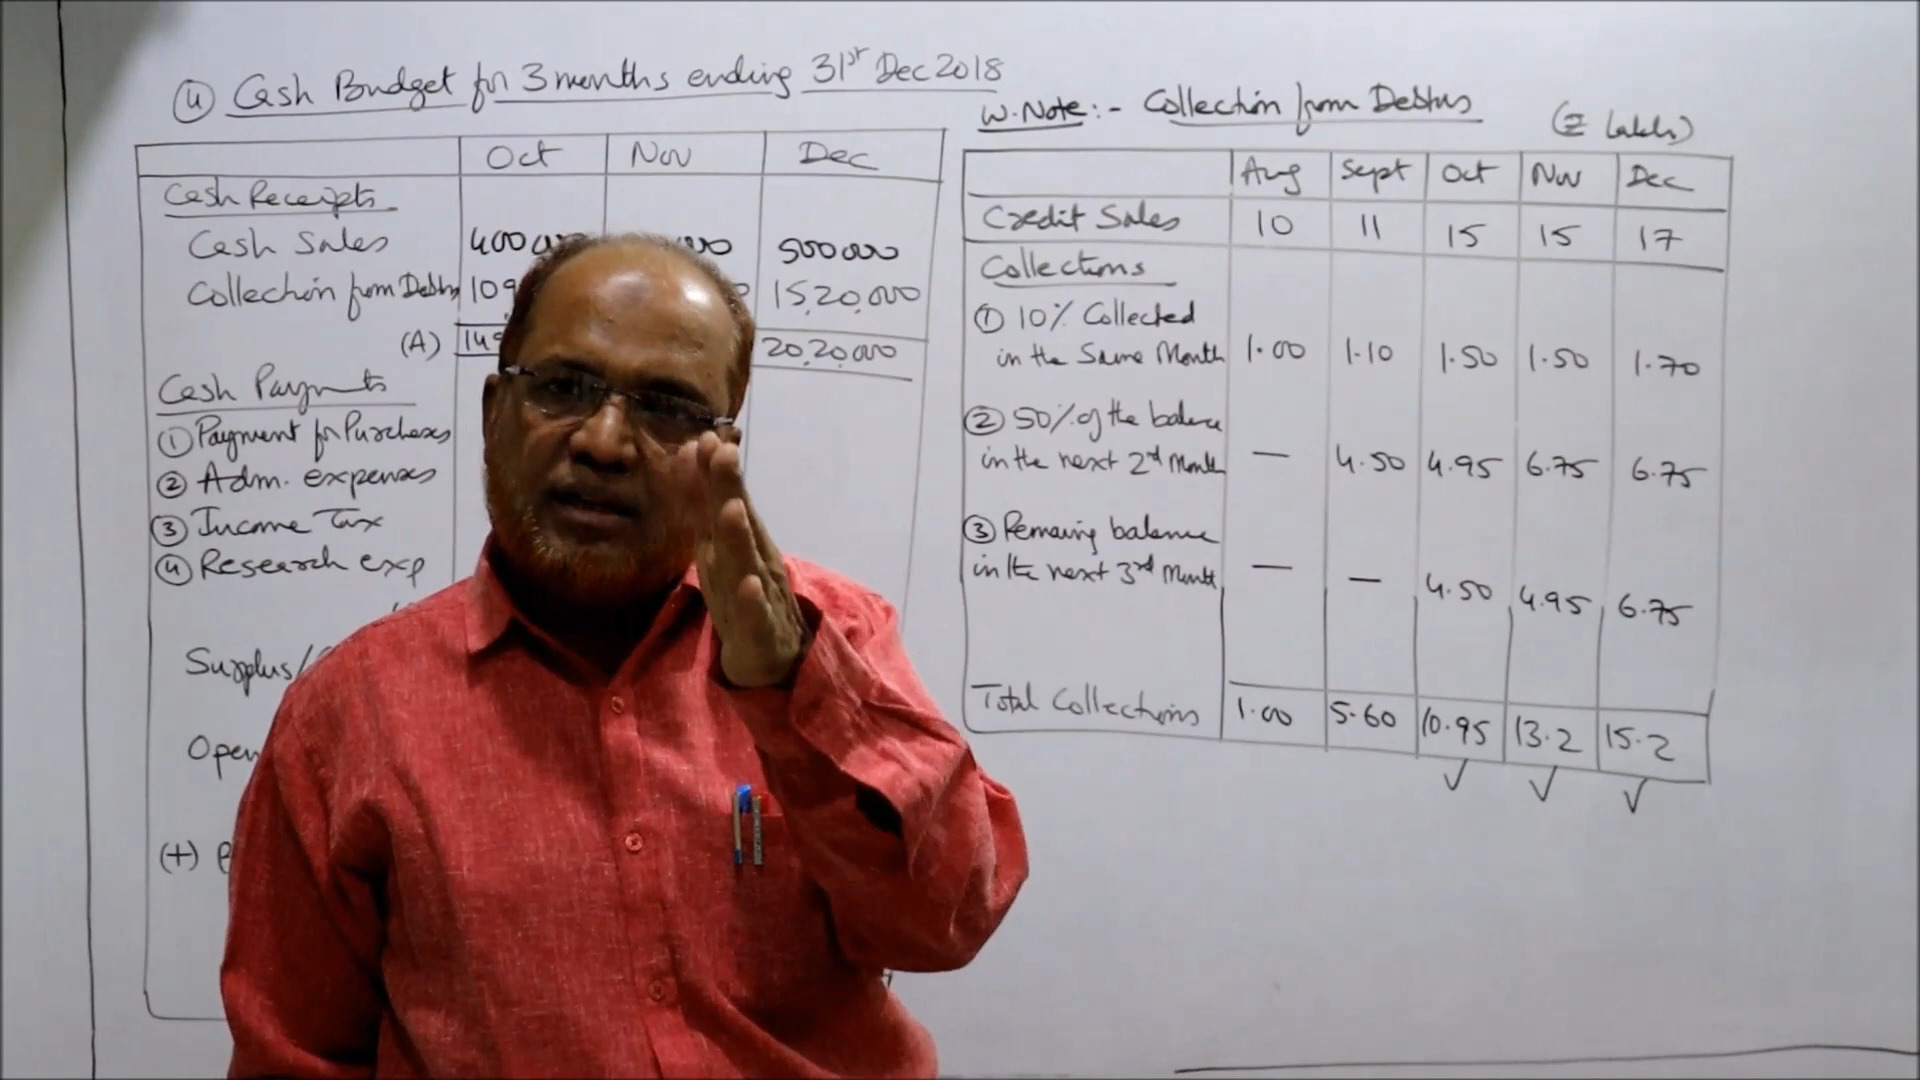 ④ Cash Budget for 3 months ending 31st Dec 2018
Oct Nov Dec
Cash Receipts
Cash Sales 500000
Collection from Debtors 15,20,000
(A) 20,20,000
Cash Payments
① Payment for Purchases
② Adm. expenses
③ Income Tax
④ Research exp
Surplus/
(+)
W.Note:- Collection from Debtors
(₹ Lakhs)
Aug Sept Oct Nov Dec
Credit Sales 10 11 15 15 17
Collections
① 10% Collected
in the Same Month 1.00 1.10 1.50 1.50 1.70
② 50% of the balance
in the next 2nd Month — 4.50 4.95 6.75 6.75
③ Remaing balance
in the next 3rd Month — — 4.50 4.95 6.75
Total Collections 1.00 5.60 10.95 13.2 15.2